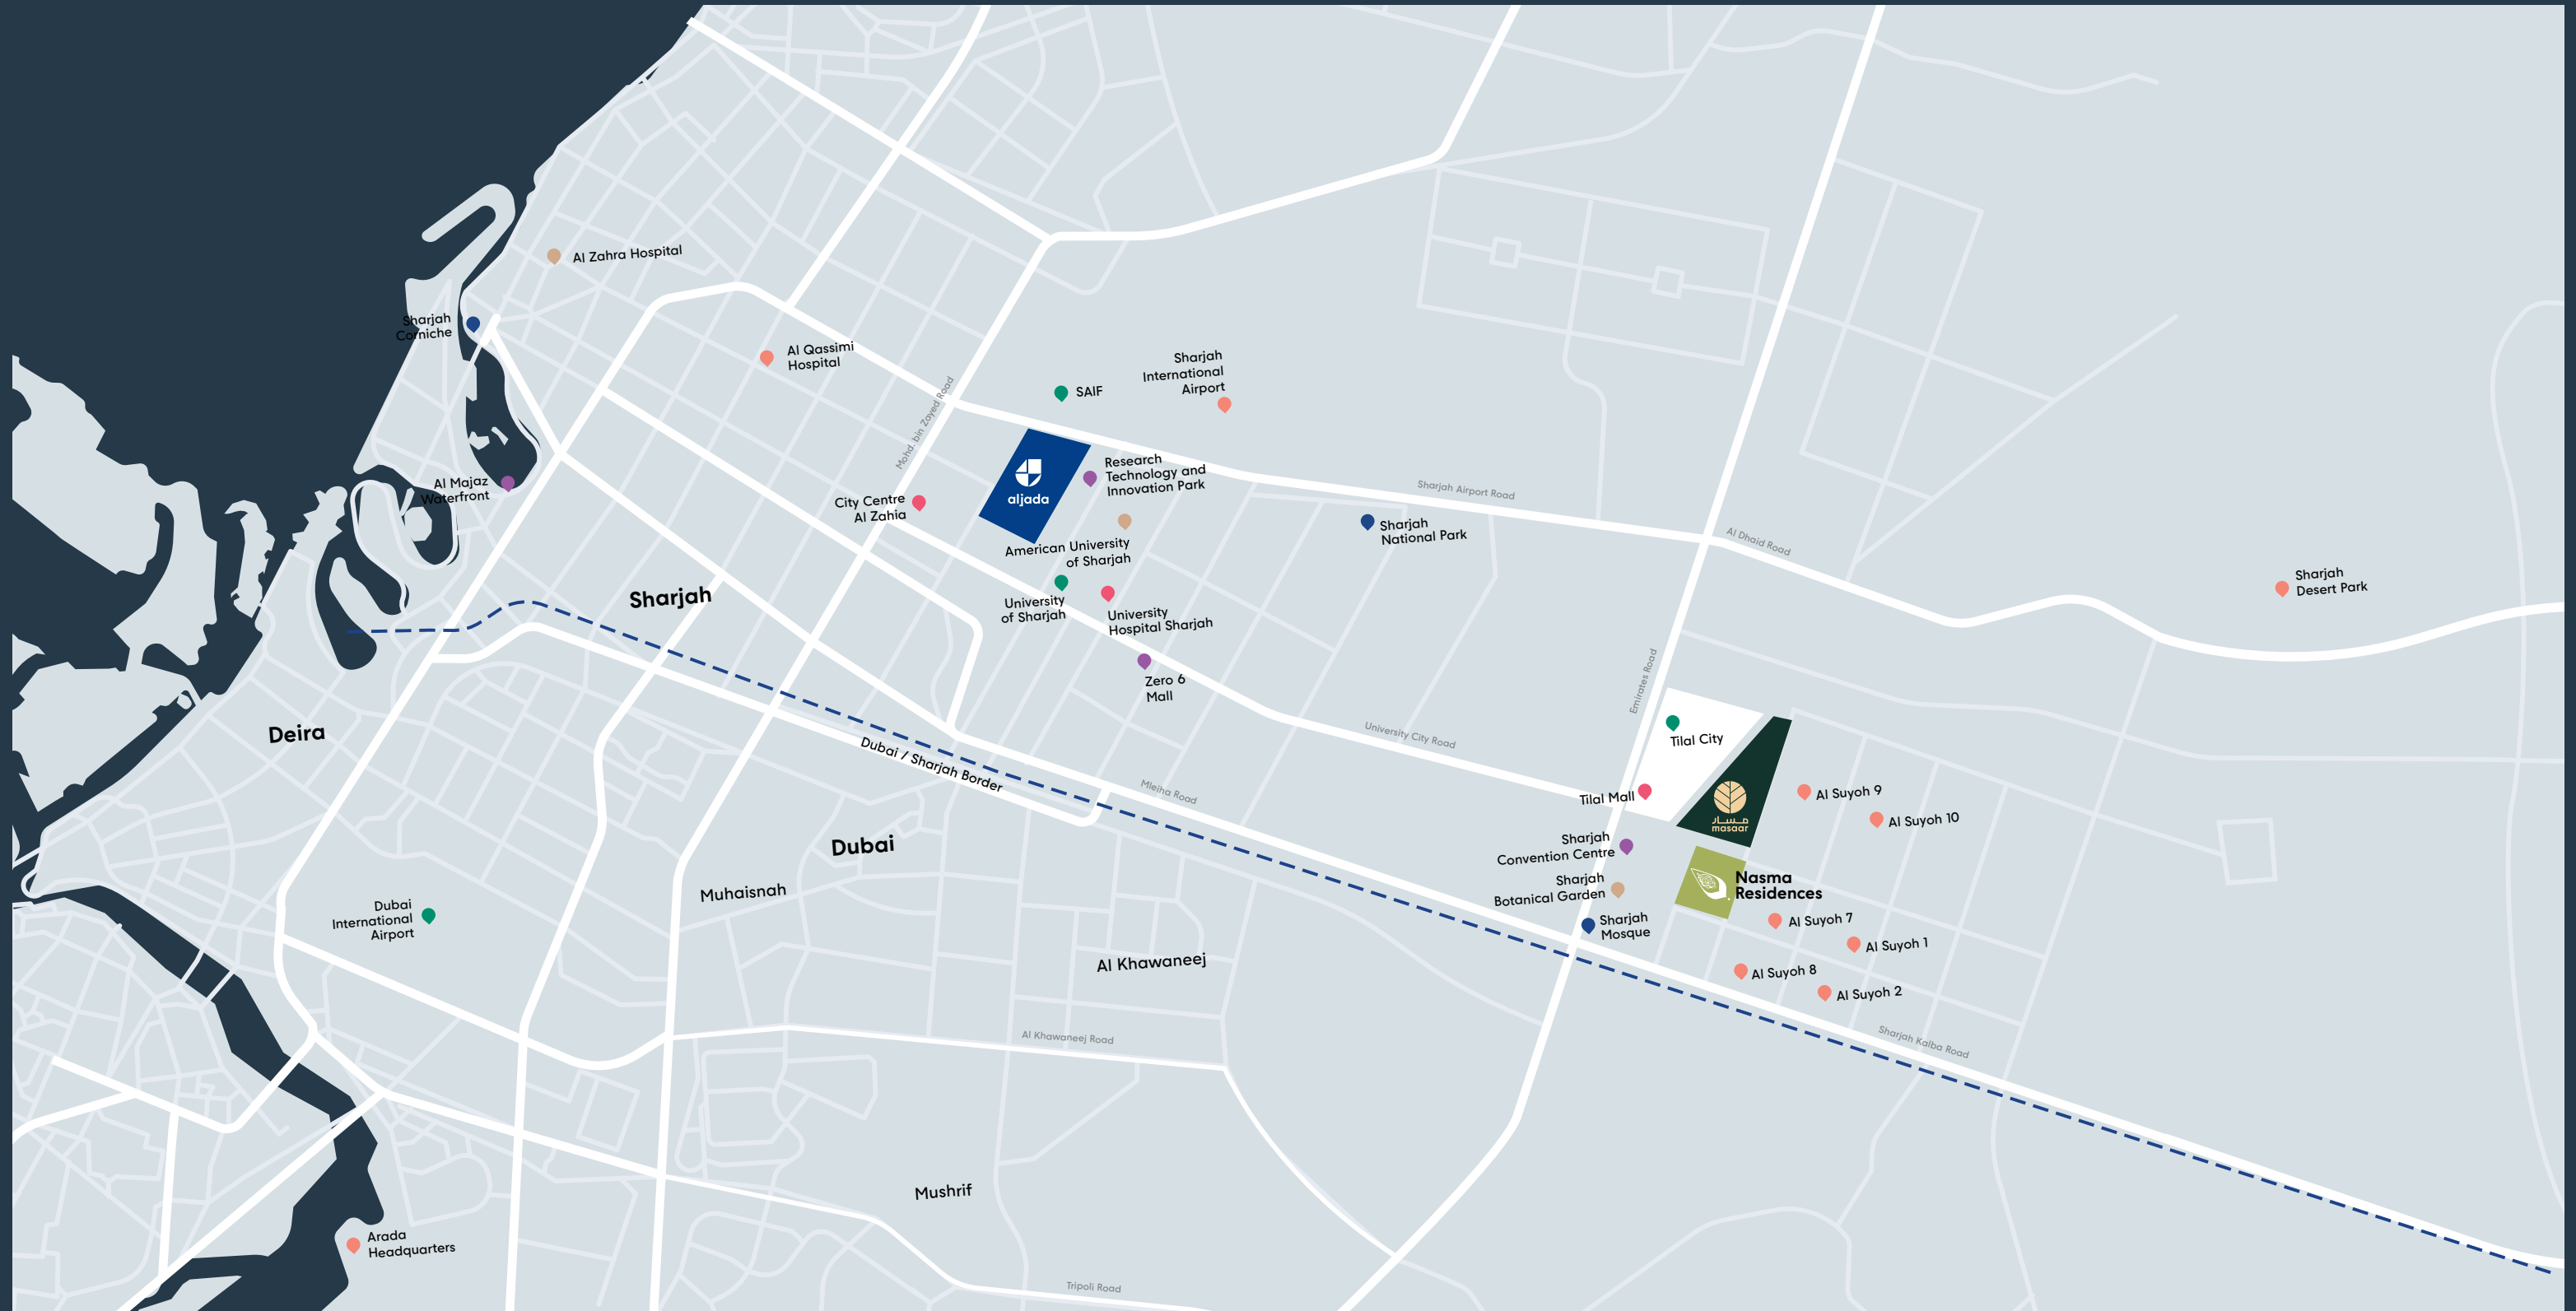 Al Zahra Hospital
Sharjah
Corniche
Al Qassimi
Hospital
Mohd. bin Zayed Road
SAIF
Sharjah
International
Airport
aljada
Research
Technology and
Innovation Park
Al Majaz
Waterfront
City Centre
Al Zahia
American University
of Sharjah
Sharjah Airport Road
Sharjah
National Park
Al Dhaid Road
Sharjah
Desert Park
Sharjah
University
of Sharjah
University
Hospital Sharjah
Zero 6
Mall
Emirates Road
Deira
Dubai / Sharjah Border
University City Road
Mleiha Road
Tilal City
Tilal Mall
مسار
masaar
Al Suyoh 9
Al Suyoh 10
Dubai
Sharjah
Convention Centre
Muhaisnah
Sharjah
Botanical Garden
Nasma
Residences
Dubai
International
Airport
Sharjah
Mosque
Al Suyoh 7
Al Suyoh 1
Al Khawaneej
Al Suyoh 8
Al Suyoh 2
Al Khawaneej Road
Sharjah Kalba Road
Mushrif
Arada
Headquarters
Tripoli Road